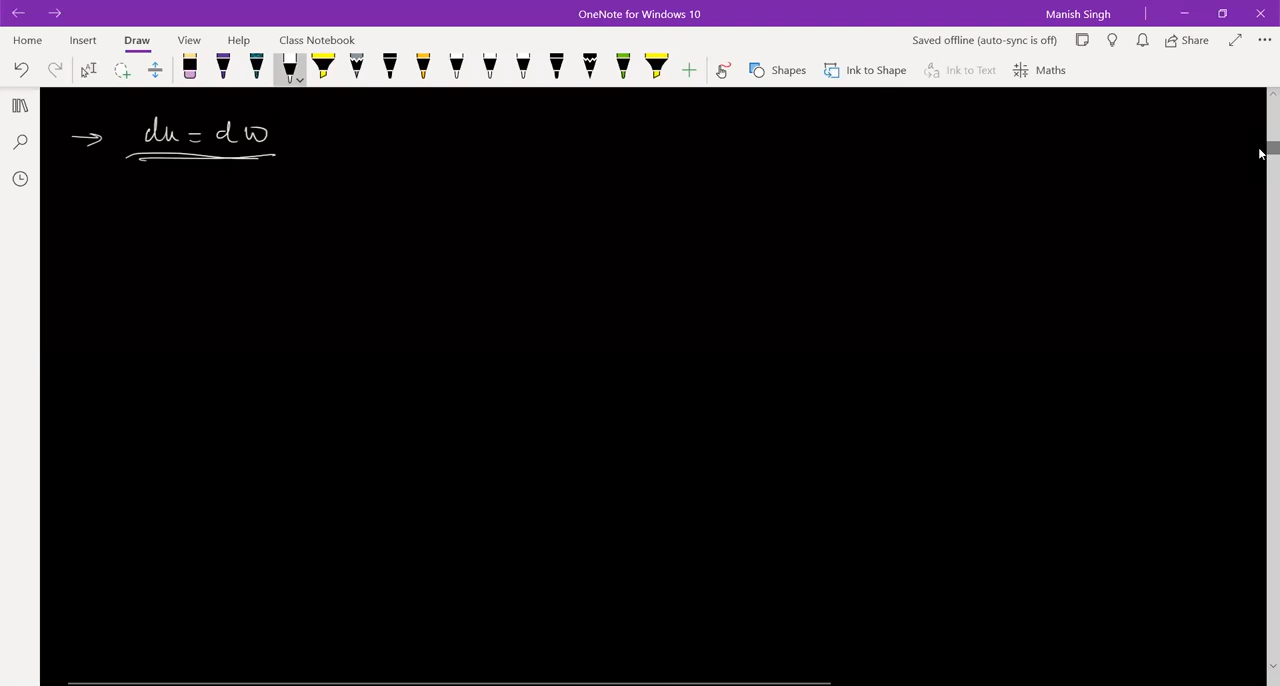 OneNote for Windows 10
Manish Singh
Home Insert Draw View Help Class Notebook
Saved offline (auto-sync is off) Share
Shapes Ink to Shape Ink to Text Maths
→ du = dw